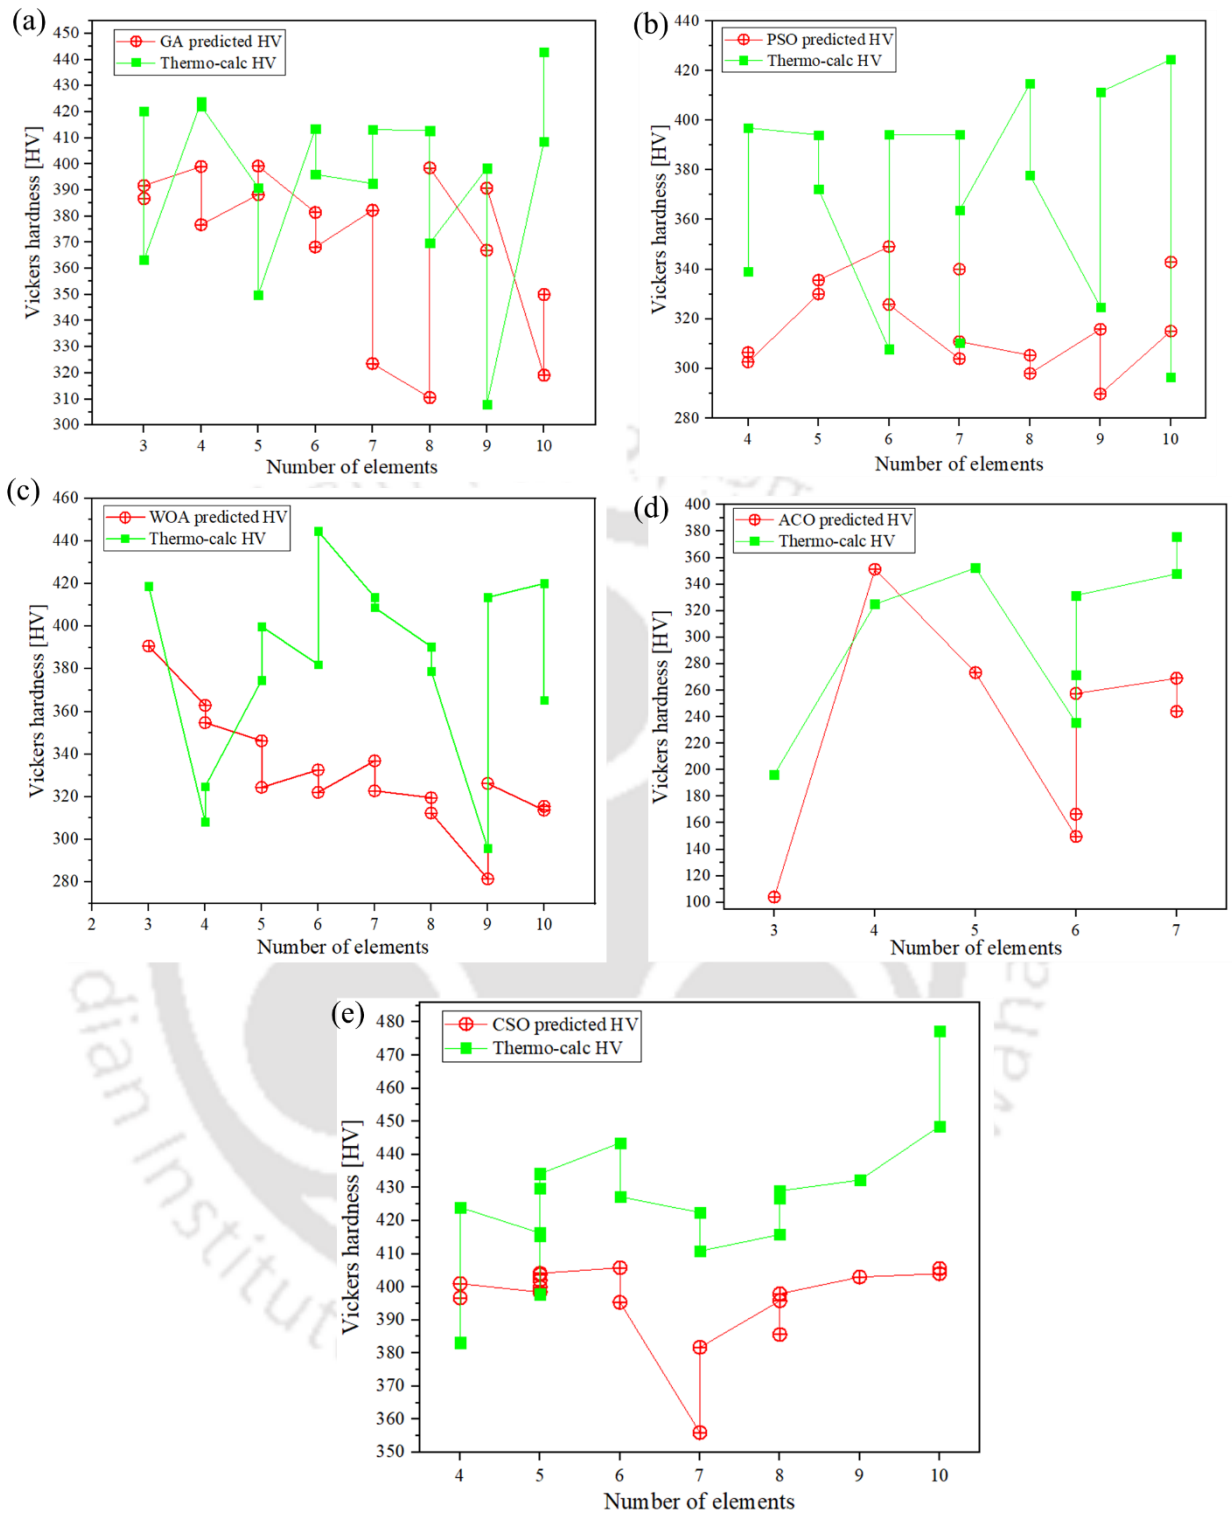 (a)
GA predicted HV
Thermo-calc HV
Vickers hardness [HV]
450
440
430
420
410
400
390
380
370
360
350
340
330
320
310
300
3 4 5 6 7 8 9 10
Number of elements
(b)
PSO predicted HV
Thermo-calc HV
Vickers hardness [HV]
440
420
400
380
360
340
320
300
280
4 5 6 7 8 9 10
Number of elements
(c)
WOA predicted HV
Thermo-calc HV
Vickers hardness [HV]
460
440
420
400
380
360
340
320
300
280
2 3 4 5 6 7 8 9 10
Number of elements
(d)
ACO predicted HV
Thermo-calc HV
Vickers hardness [HV]
400
380
360
340
320
300
280
260
240
220
200
180
160
140
120
100
3 4 5 6 7
Number of elements
(e)
CSO predicted HV
Thermo-calc HV
Vickers hardness [HV]
480
470
460
450
440
430
420
410
400
390
380
370
360
350
4 5 6 7 8 9 10
Number of elements
dian Institut